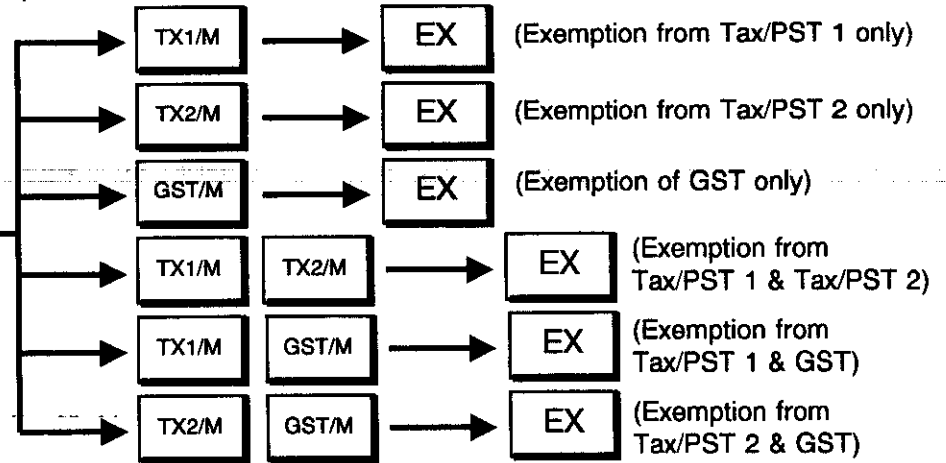 TX1/M EX (Exemption from Tax/PST 1 only)
TX2/M EX (Exemption from Tax/PST 2 only)
GST/M EX (Exemption of GST only)
TX1/M TX2/M EX (Exemption from
Tax/PST 1 & Tax/PST 2)
TX1/M GST/M EX (Exemption from
Tax/PST 1 & GST)
TX2/M GST/M EX (Exemption from
Tax/PST 2 & GST)